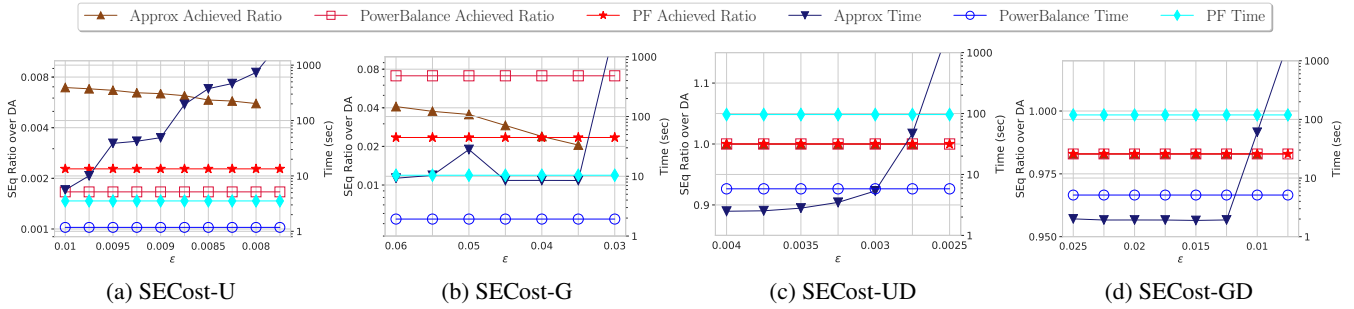 Approx Achieved Ratio PowerBalance Achieved Ratio PF Achieved Ratio Approx Time PowerBalance Time PF Time
SEq Ratio over DA
0.008
0.004
0.002
0.001
0.01 0.0095 0.009 0.0085 0.008
ε
1000
100
10
1
Time (sec)
(a) SECost-U
SEq Ratio over DA
0.08
0.04
0.02
0.01
0.06 0.05 0.04 0.03
ε
1000
100
10
1
Time (sec)
(b) SECost-G
SEq Ratio over DA
1.1
1.0
0.9
0.004 0.0035 0.003 0.0025
ε
1000
100
10
1
Time (sec)
(c) SECost-UD
SEq Ratio over DA
1.000
0.975
0.950
0.025 0.02 0.015 0.01
ε
1000
100
10
1
Time (sec)
(d) SECost-GD